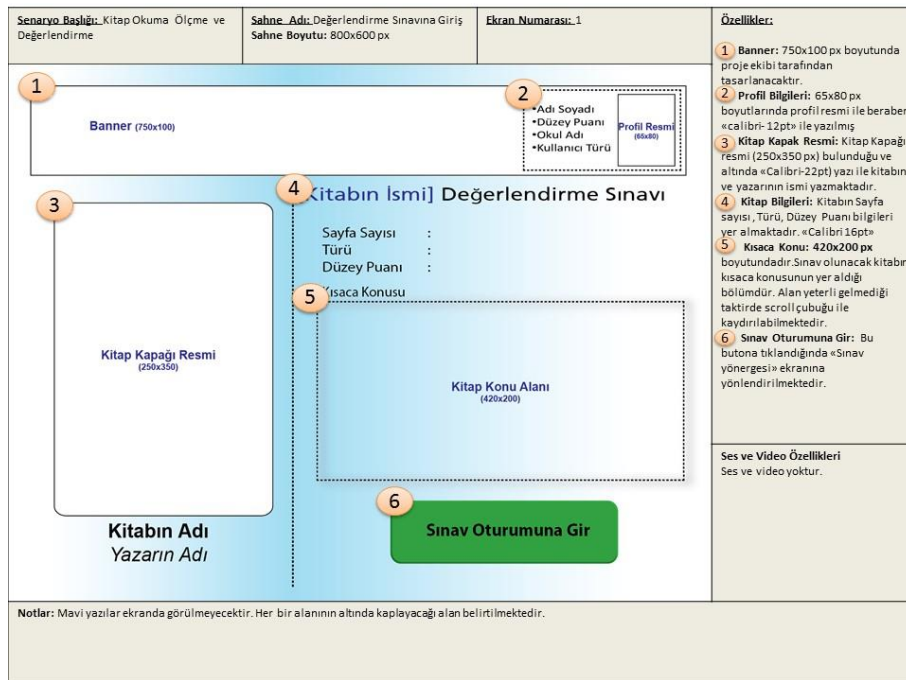 Senaryo Başlığı: Kitap Okuma Ölçme ve
Değerlendirme
Sahne Adı: Değerlendirme Sınavına Giriş
Sahne Boyutu: 800x600 px
Ekran Numarası: 1
1
Banner (750x100)
2
•Adı Soyadı
•Düzey Puanı
•Okul Adı
•Kullanıcı Türü
Profil Resmi
(65x80)
3
Kitap Kapağı Resmi
(250x350)
Kitabın Adı
Yazarın Adı
4
Kitabın İsmi] Değerlendirme Sınavı
Sayfa Sayısı :
Türü :
Düzey Puanı :
Kısaca Konusu
5
Kitap Konu Alanı
(420x200)
6
Sınav Oturumuna Gir
Özellikler:
1 Banner: 750x100 px boyutunda
proje ekibi tarafından
tasarlanacaktır.
2 Profil Bilgileri: 65x80 px
boyutlarında profil resmi ile beraber
«calibri- 12pt» ile yazılmış
3 Kitap Kapak Resmi: Kitap Kapağı
resmi (250x350 px) bulunduğu ve
altında «Calibri-22pt) yazı ile kitabın
ve yazarının ismi yazmaktadır.
4 Kitap Bilgileri: Kitabın Sayfa
sayısı , Türü, Düzey Puanı bilgileri
yer almaktadır. «Calibri 16pt»
5 Kısaca Konu: 420x200 px
boyutundadır.Sınav olunacak kitabın
kısaca konusunun yer aldığı
bölümdür. Alan yeterli gelmediği
taktirde scroll çubuğu ile
kaydırılabilmektedir.
6 Sınav Oturumuna Gir: Bu
butona tıklandığında «Sınav
yönergesi» ekranına
yönlendirilmektedir.
Ses ve Video Özellikleri
Ses ve video yoktur.
Notlar: Mavi yazılar ekranda görülmeyecektir. Her bir alanının altında kaplayacağı alan belirtilmektedir.